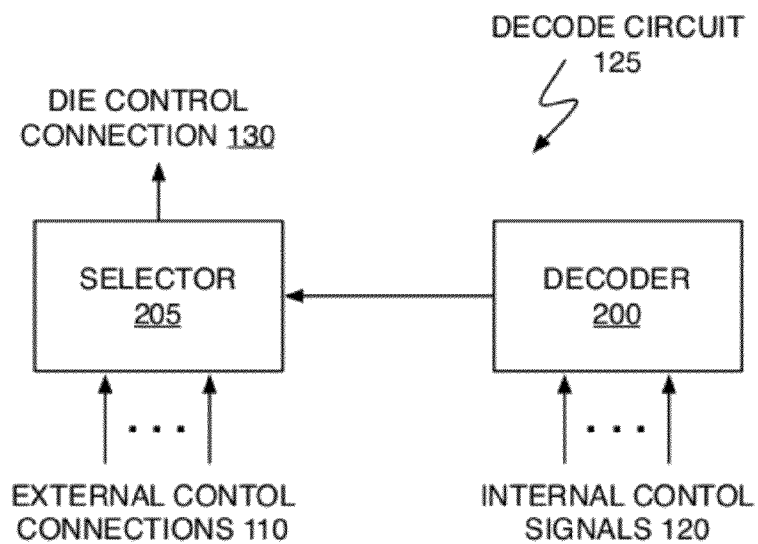 DECODE CIRCUIT
125
DIE CONTROL
CONNECTION 130
SELECTOR
205
DECODER
200
. . .
. . .
EXTERNAL CONTOL
CONNECTIONS 110
INTERNAL CONTOL
SIGNALS 120